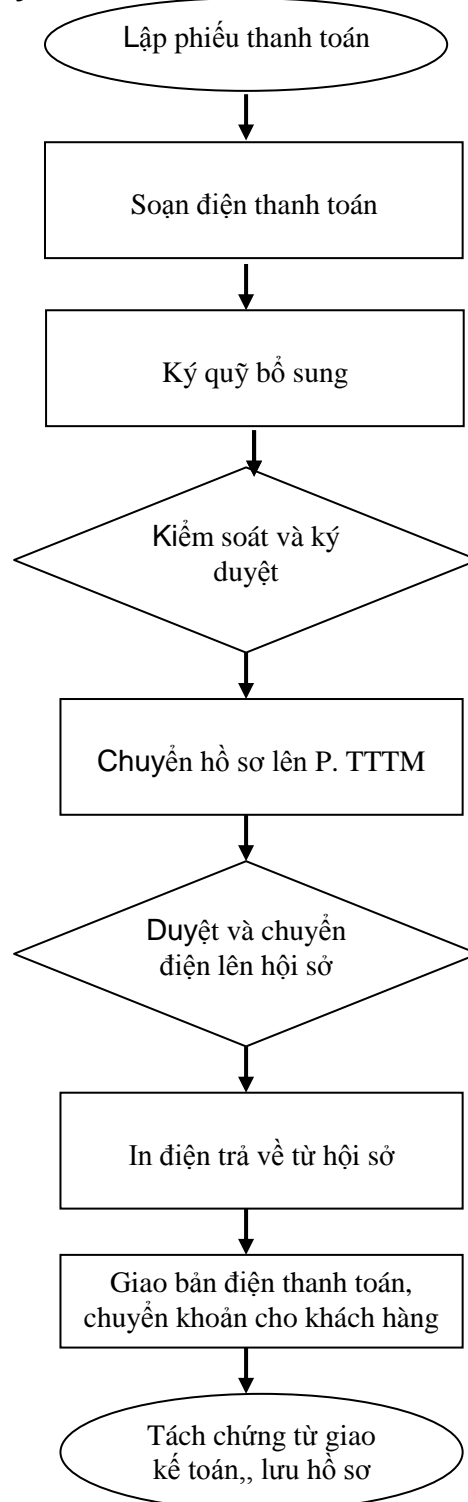 Lập phiếu thanh toán
Soạn điện thanh toán
Ký quỹ bổ sung
Kiểm soát và ký
duyệt
Chuyển hồ sơ lên P. TTTM
Duyệt và chuyển
điện lên hội sở
In điện trả về từ hội sở
Giao bản điện thanh toán,
chuyển khoản cho khách hàng
Tách chứng từ giao
kế toán,, lưu hồ sơ